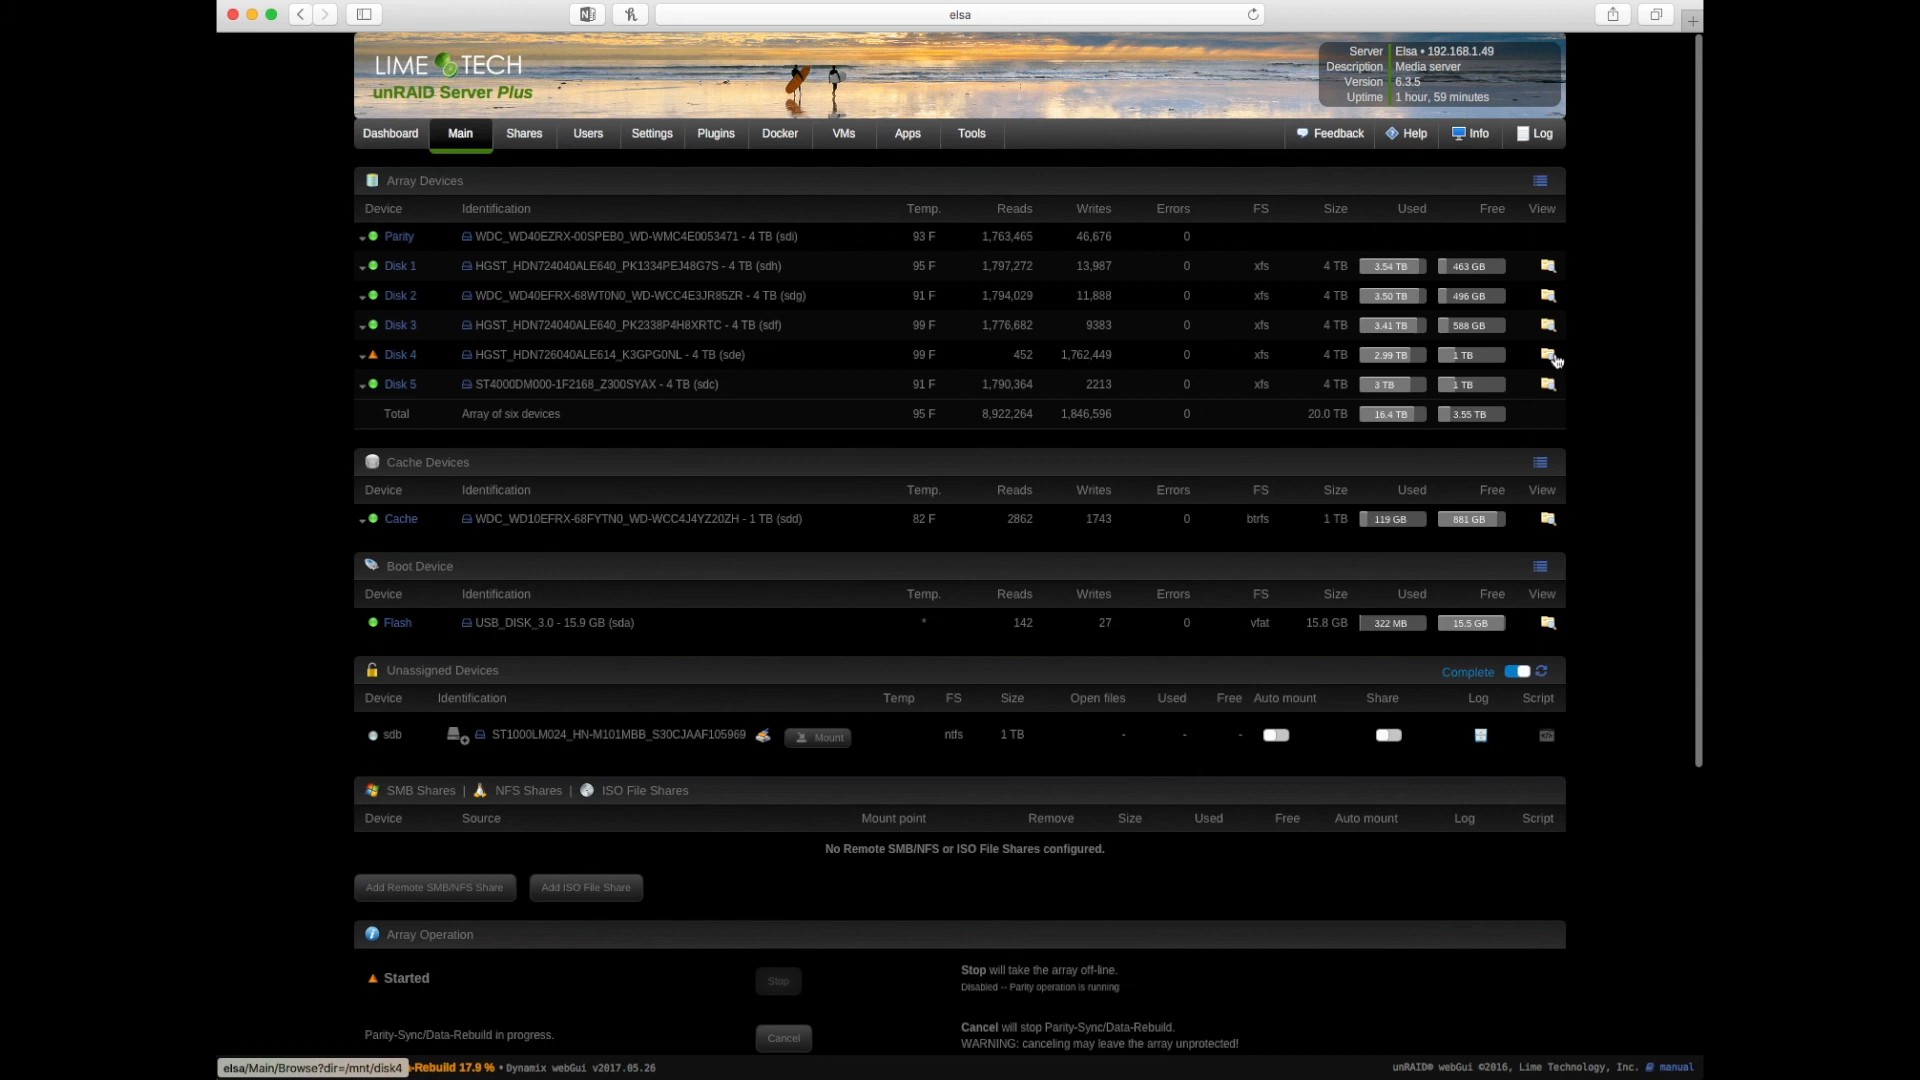 elsa
LIME TECH
unRAID Server Plus
Server Elsa • 192.168.1.49
Description Media server
Version 6.3.5
Uptime 1 hour, 59 minutes
Dashboard Main Shares Users Settings Plugins Docker VMs Apps Tools Feedback Help Info Log
Array Devices
Device Identification Temp. Reads Writes Errors FS Size Used Free View
Parity WDC_WD40EZRX-00SPEB0_WD-WMC4E0053471 - 4 TB (sdi) 93 F 1,763,465 46,676 0
Disk 1 HGST_HDN724040ALE640_PK1334PEJ48G7S - 4 TB (sdh) 95 F 1,797,272 13,987 0 xfs 4 TB 3.54 TB 463 GB
Disk 2 WDC_WD40EFRX-68WT0N0_WD-WCC4E3JR85ZR - 4 TB (sdg) 91 F 1,794,029 11,888 0 xfs 4 TB 3.50 TB 496 GB
Disk 3 HGST_HDN724040ALE640_PK2338P4H8XRTC - 4 TB (sdf) 99 F 1,776,682 9383 0 xfs 4 TB 3.41 TB 588 GB
Disk 4 HGST_HDN726040ALE614_K3GPG0NL - 4 TB (sde) 99 F 452 1,762,449 0 xfs 4 TB 2.99 TB 1 TB
Disk 5 ST4000DM000-1F2168_Z300SYAX - 4 TB (sdc) 91 F 1,790,364 2213 0 xfs 4 TB 3 TB 1 TB
Total Array of six devices 95 F 8,922,264 1,846,596 0 20.0 TB 16.4 TB 3.55 TB
Cache Devices
Device Identification Temp. Reads Writes Errors FS Size Used Free View
Cache WDC_WD10EFRX-68FYTN0_WD-WCC4J4YZ20ZH - 1 TB (sdd) 82 F 2862 1743 0 btrfs 1 TB 119 GB 881 GB
Boot Device
Device Identification Temp. Reads Writes Errors FS Size Used Free View
Flash USB_DISK_3.0 - 15.9 GB (sda) * 142 27 0 vfat 15.8 GB 322 MB 15.5 GB
Unassigned Devices Complete
Device Identification Temp FS Size Open files Used Free Auto mount Share Log Script
sdb ST1000LM024_HN-M101MBB_S30CJAAF105969 Mount ntfs 1 TB - - -
SMB Shares | NFS Shares | ISO File Shares
Device Source Mount point Remove Size Used Free Auto mount Log Script
No Remote SMB/NFS or ISO File Shares configured.
Add Remote SMB/NFS Share Add ISO File Share
Array Operation
Started Stop Stop will take the array off-line.
Disabled -- Parity operation is running
Parity-Sync/Data-Rebuild in progress. Cancel Cancel will stop Parity-Sync/Data-Rebuild.
WARNING: canceling may leave the array unprotected!
elsa/Main/Browse?dir=/mnt/disk4 -Rebuild 17.9 % • Dynamix webGui v2017.05.26 unRAID® webGui ©2016, Lime Technology, Inc. manual